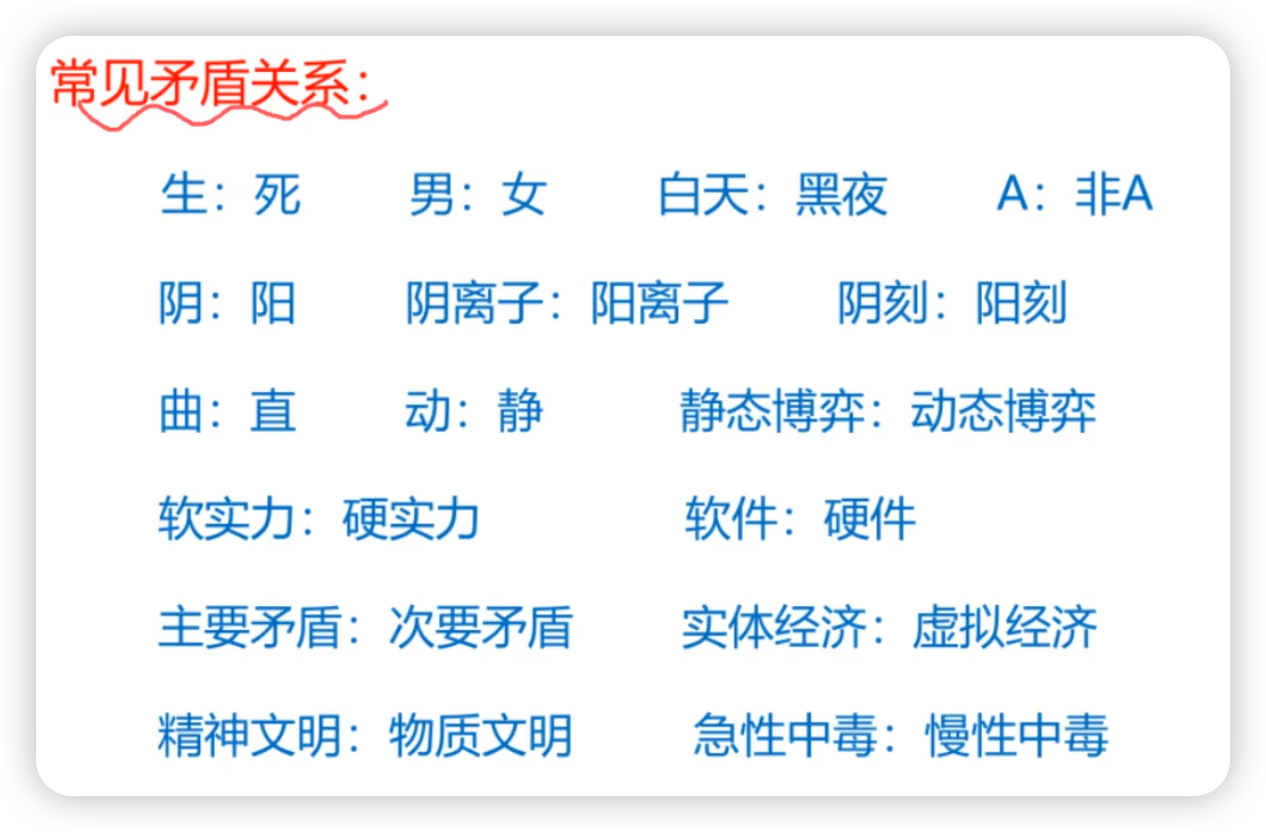 常见矛盾关系：
生：死 男：女 白天：黑夜 A：非A
阴：阳 阴离子：阳离子 阴刻：阳刻
曲：直 动：静 静态博弈：动态博弈
软实力：硬实力 软件：硬件
主要矛盾：次要矛盾 实体经济：虚拟经济
精神文明：物质文明 急性中毒：慢性中毒